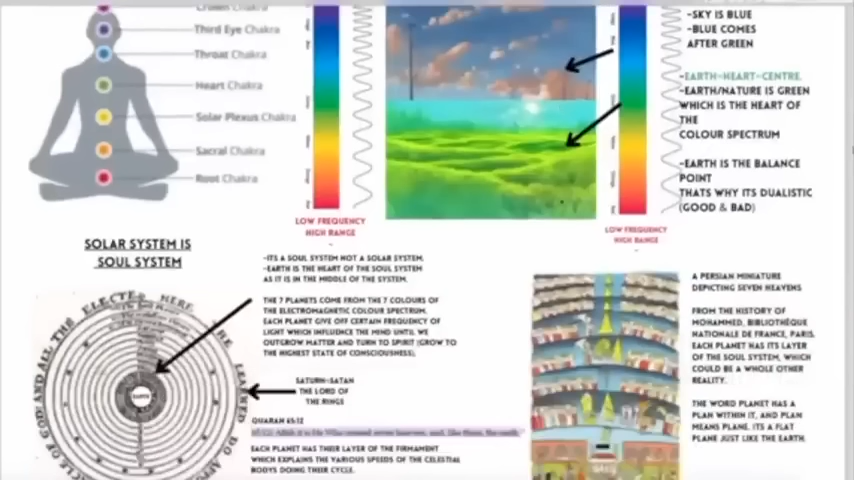 Crown Chakra
Third Eye Chakra
Throat Chakra
Heart Chakra
Solar Plexus Chakra
Sacral Chakra
Root Chakra
LOW FREQUENCY
HIGH RANGE
-SKY IS BLUE
-BLUE COMES
AFTER GREEN
-EARTH=HEART=CENTRE.
-EARTH/NATURE IS GREEN
WHICH IS THE HEART OF
THE
COLOUR SPECTRUM
-EARTH IS THE BALANCE
POINT
THATS WHY ITS DUALISTIC
(GOOD & BAD)
LOW FREQUENCY
HIGH RANGE
SOLAR SYSTEM IS
SOUL SYSTEM
-ITS A SOUL SYSTEM NOT A SOLAR SYSTEM.
-EARTH IS THE HEART OF THE SOUL SYSTEM
AS IT IS IN THE MIDDLE OF THE SYSTEM.
THE 7 PLANETS COME FROM THE 7 COLOURS OF
THE ELECTROMAGNETIC COLOUR SPECTRUM.
EACH PLANET GIVE OFF CERTAIN FREQUENCY OF
LIGHT WHICH INFLUENCE THE MIND UNTIL WE
OUTGROW MATTER AND TURN TO SPIRIT (GROW TO
THE HIGHEST STATE OF CONSCIOUSNESS).
SATURN=SATAN
THE LORD OF
THE RINGS
QUARAH 65:12
EACH PLANET HAS THEIR LAYER OF THE FIRMAMENT
WHICH EXPLAINS THE VARIOUS SPEEDS OF THE CELESTIAL
BODYS DOING THEIR CYCLE.
EARTH
HERE
A PERSIAN MINIATURE
DEPICTING SEVEN HEAVENS
FROM THE HISTORY OF
MOHAMMED, BIBLIOTHÈQUE
NATIONALE DE FRANCE, PARIS.
EACH PLANET HAS ITS LAYER
OF THE SOUL SYSTEM, WHICH
COULD BE A WHOLE OTHER
REALITY.
THE WORD PLANET HAS A
PLAN WITHIN IT, AND PLAN
MEANS PLANE. ITS A FLAT
PLANE JUST LIKE THE EARTH.